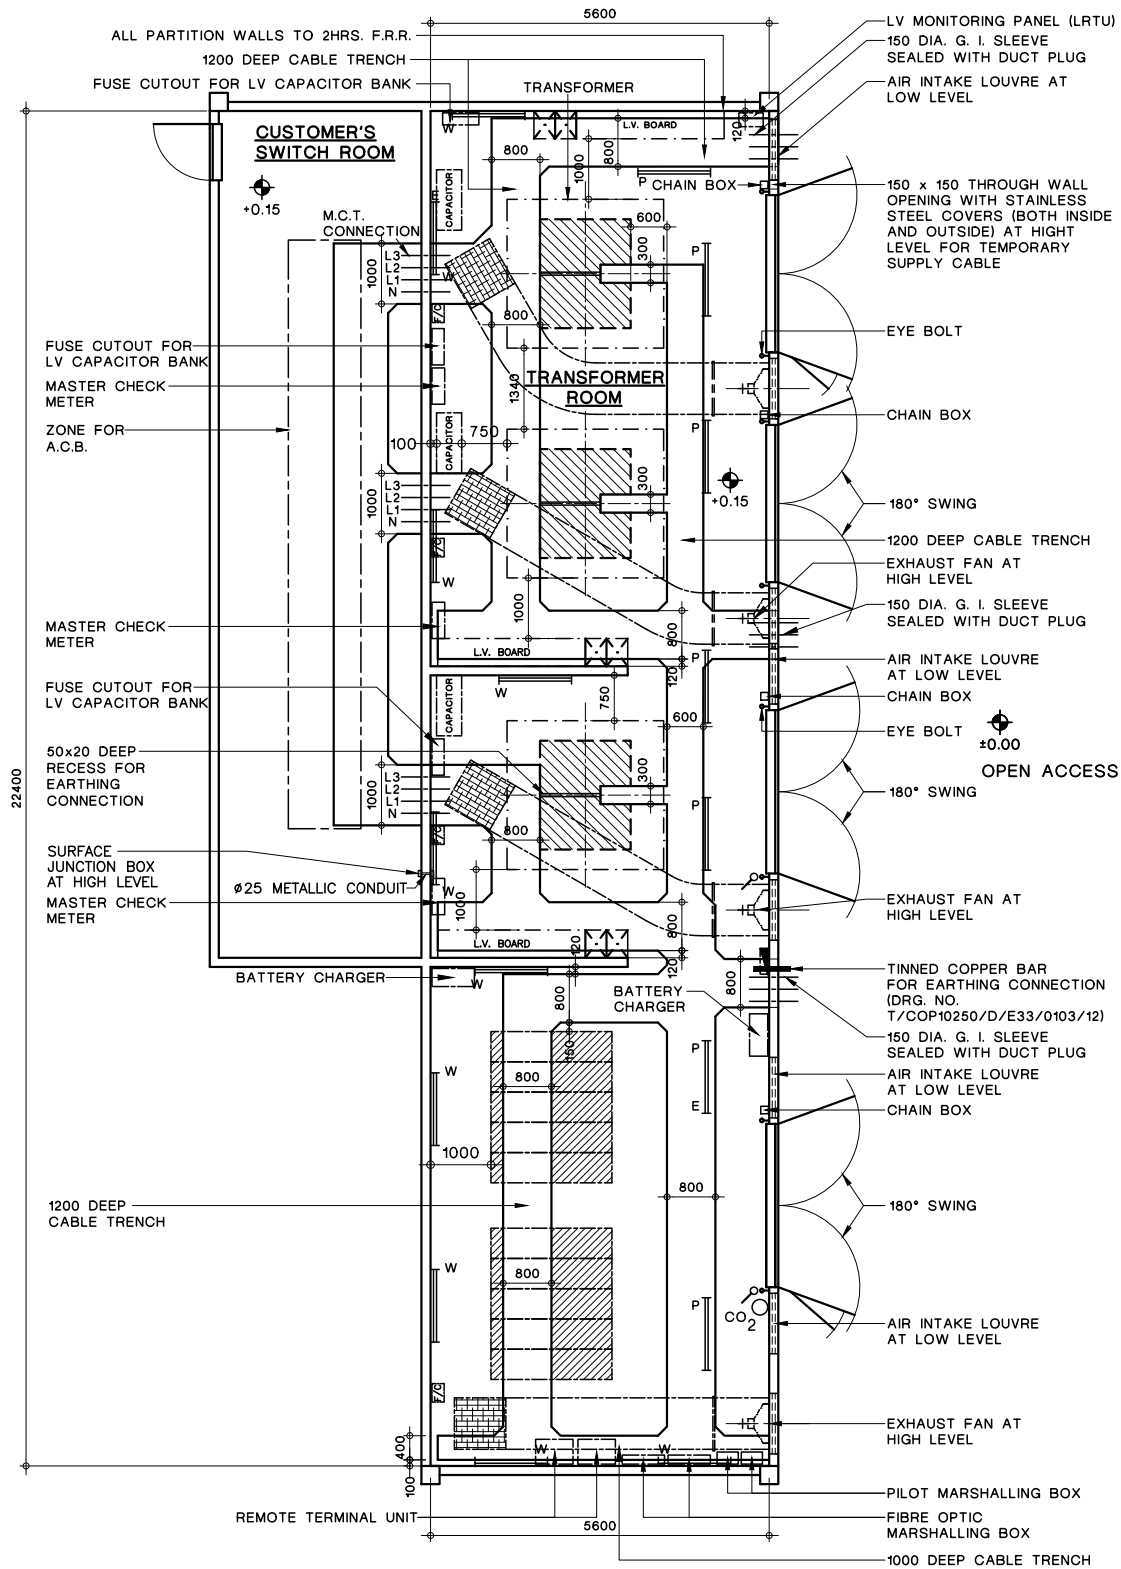 5600
ALL PARTITION WALLS TO 2HRS. F.R.R.
1200 DEEP CABLE TRENCH
FUSE CUTOUT FOR LV CAPACITOR BANK
TRANSFORMER
LV MONITORING PANEL (LRTU)
150 DIA. G. I. SLEEVE
SEALED WITH DUCT PLUG
AIR INTAKE LOUVRE AT
LOW LEVEL
CUSTOMER'S
SWITCH ROOM
+0.15
W
L.V. BOARD
120
800
1000
800
P
CHAIN BOX
CAPACITOR
E
150 x 150 THROUGH WALL
OPENING WITH STAINLESS
STEEL COVERS (BOTH INSIDE
AND OUTSIDE) AT HIGHT
LEVEL FOR TEMPORARY
SUPPLY CABLE
M.C.T.
CONNECTION
600
300
P
L3
L2
L1
N
W
1000
F/C
800
EYE BOLT
FUSE CUTOUT FOR
LV CAPACITOR BANK
MASTER CHECK
METER
ZONE FOR
A.C.B.
1340
TRANSFORMER
ROOM
CHAIN BOX
CAPACITOR
100
750
P
300
+0.15
L3
L2
L1
N
1000
F/C
W
180° SWING
1200 DEEP CABLE TRENCH
EXHAUST FAN AT
HIGH LEVEL
150 DIA. G. I. SLEEVE
SEALED WITH DUCT PLUG
1000
800
MASTER CHECK
METER
L.V. BOARD
120
P
AIR INTAKE LOUVRE
AT LOW LEVEL
CHAIN BOX
EYE BOLT
FUSE CUTOUT FOR
LV CAPACITOR BANK
CAPACITOR
W
750
600
±0.00
OPEN ACCESS
50x20 DEEP
RECESS FOR
EARTHING
CONNECTION
22400
300
L3
L2
L1
N
1000
F/C
800
P
180° SWING
SURFACE
JUNCTION BOX
AT HIGH LEVEL
ø25 METALLIC CONDUIT
W
MASTER CHECK
METER
1000
800
EXHAUST FAN AT
HIGH LEVEL
L.V. BOARD
120
120
BATTERY CHARGER
W
800
BATTERY
CHARGER
800
TINNED COPPER BAR
FOR EARTHING CONNECTION
(DRG. NO.
T/COP10250/D/E33/0103/12)
150 DIA. G. I. SLEEVE
SEALED WITH DUCT PLUG
150
P
W
800
E
AIR INTAKE LOUVRE
AT LOW LEVEL
CHAIN BOX
1000
800
1200 DEEP
CABLE TRENCH
180° SWING
W
800
P
CO2
AIR INTAKE LOUVRE
AT LOW LEVEL
F/C
EXHAUST FAN AT
HIGH LEVEL
400
100
W
W
PILOT MARSHALLING BOX
REMOTE TERMINAL UNIT
FIBRE OPTIC
MARSHALLING BOX
5600
1000 DEEP CABLE TRENCH